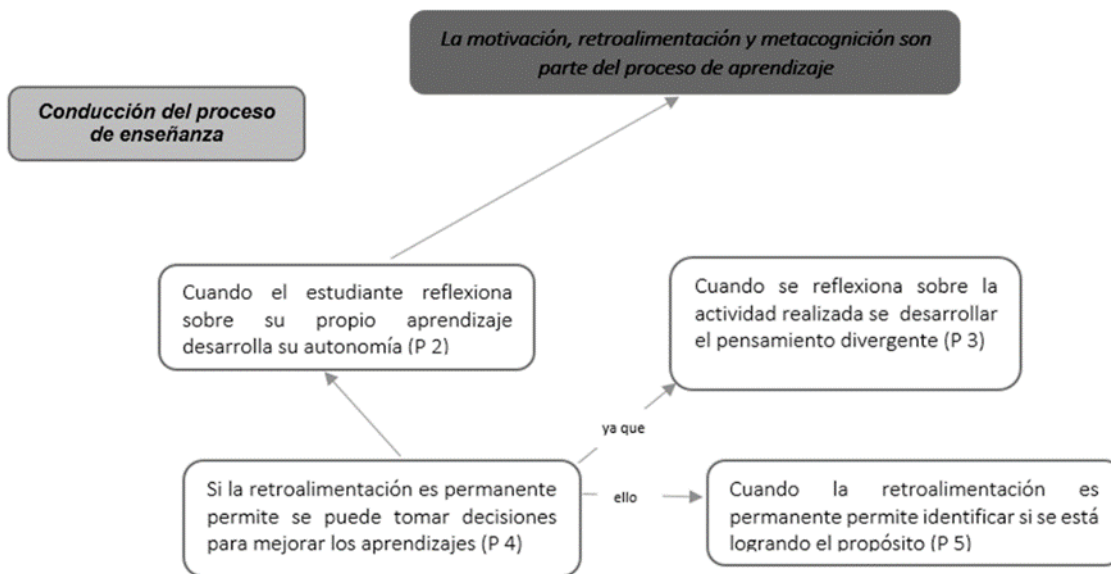 La motivación, retroalimentación y metacognición son
parte del proceso de aprendizaje
Conducción del proceso
de enseñanza
Cuando el estudiante reflexiona
sobre su propio aprendizaje
desarrolla su autonomía (P 2)
Cuando se reflexiona sobre la
actividad realizada se desarrollar
el pensamiento divergente (P 3)
ya que
Si la retroalimentación es permanente
permite se puede tomar decisiones
para mejorar los aprendizajes (P 4)
ello
Cuando la retroalimentación es
permanente permite identificar si se está
logrando el propósito (P 5)